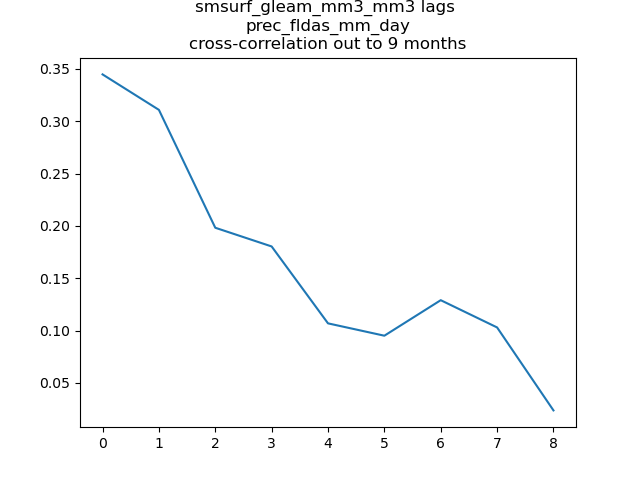 smsurf_gleam_mm3_mm3 lags
prec_fldas_mm_day
cross-correlation out to 9 months
0.35
0.30
0.25
0.20
0.15
0.10
0.05
0 1 2 3 4 5 6 7 8